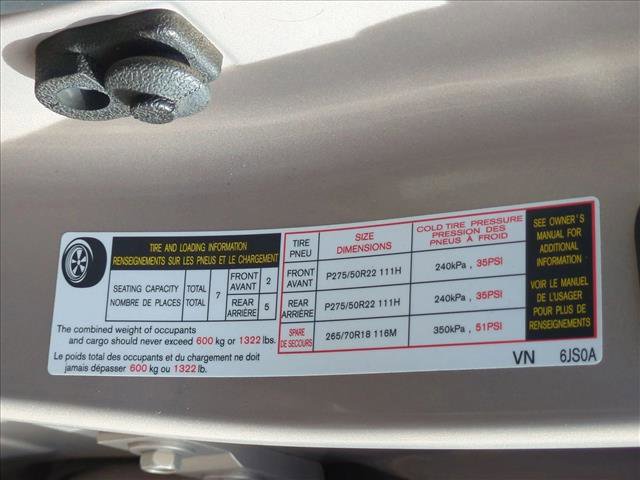 TIRE AND LOADING INFORMATION
RENSEIGNEMENTS SUR LES PNEUS ET LE CHARGEMENT
SEATING CAPACITY TOTAL 7 FRONT 2
AVANT
NOMBRE DE PLACES TOTAL REAR 5
ARRIÈRE
The combined weight of occupants
and cargo should never exceed 600 kg or 1322 lbs.
Le poids total des occupants et du chargement ne doit
jamais dépasser 600 kg ou 1322 lb.
TIRE
PNEU
SIZE
DIMENSIONS
COLD TIRE PRESSURE
PRESSION DES
PNEUS À FROID
FRONT
AVANT
P275/50R22 111H
240kPa , 35PSI
REAR
ARRIÈRE
P275/50R22 111H
240kPa , 35PSI
SPARE
DE SECOURS
265/70R18 116M
350kPa , 51PSI
SEE OWNER'S
MANUAL FOR
ADDITIONAL
INFORMATION
VOIR LE MANUEL
DE L'USAGER
POUR PLUS DE
RENSEIGNEMENTS
VN 6JS0A